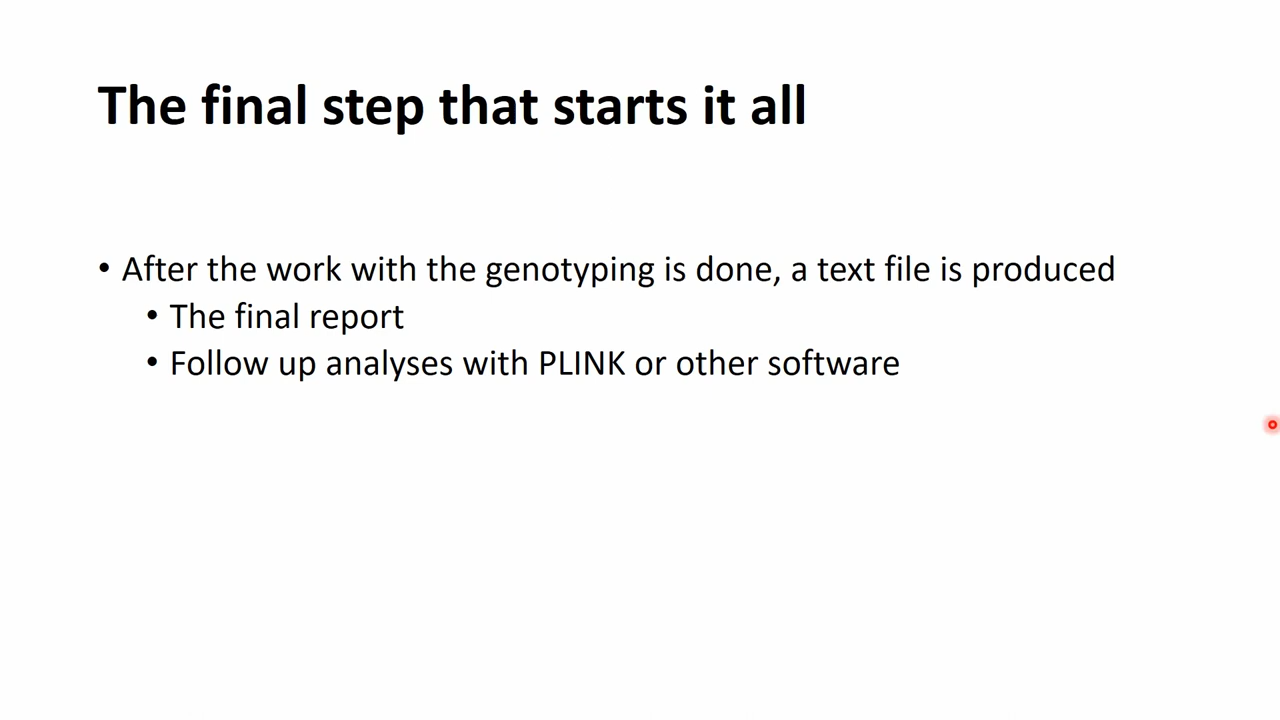 The final step that starts it all
• After the work with the genotyping is done, a text file is produced
• The final report
• Follow up analyses with PLINK or other software